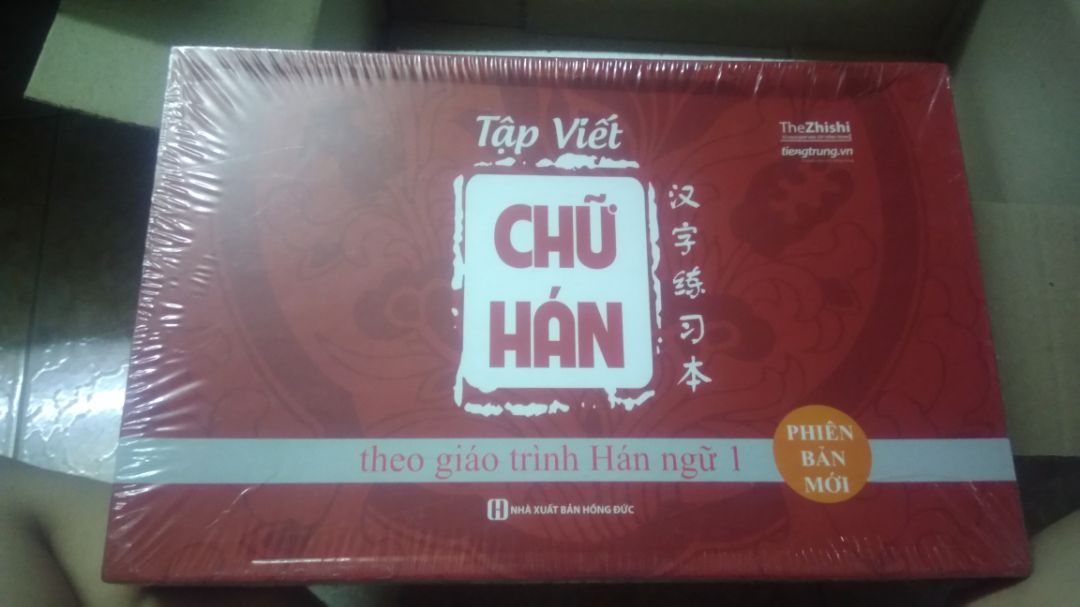 Tập Viết
CHỮ
HÁN
汉字练习本
TheZhishi
tiengtrung.vn
theo giáo trình Hán ngữ 1
PHIÊN
BẢN
MỚI
NHÀ XUẤT BẢN HỒNG ĐỨC